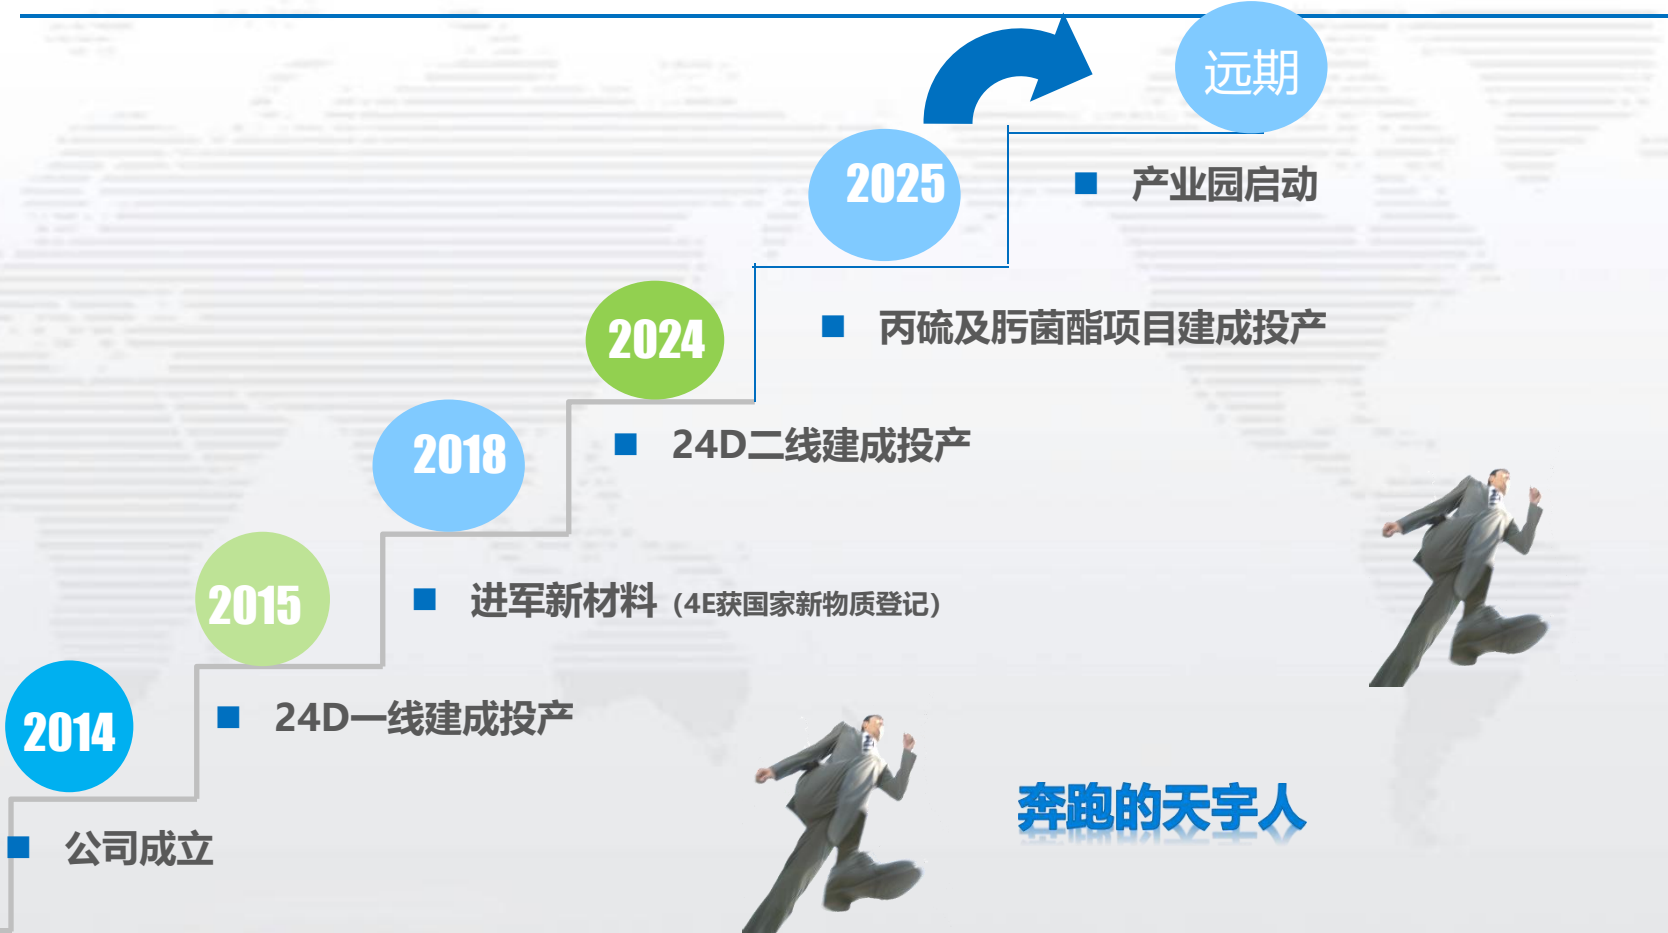 远期
2025
■ 产业园启动
2024
■ 丙硫及肟菌酯项目建成投产
2018
■ 24D二线建成投产
2015
■ 进军新材料（4E获国家新物质登记）
2014
■ 24D一线建成投产
奔跑的天宇人
■ 公司成立